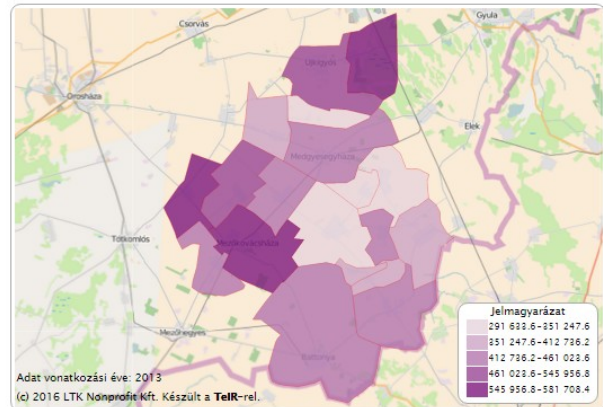 Csorvás
Gyula
Újkígyós
Orosháza
Elek
Medgyesegyháza
Tótkomlós
Mezőkovácsháza
Mezőhegyes
Battonya
Jelmagyarázat
291 633.6-351 247.6
351 247.6-412 736.2
412 736.2-461 023.6
461 023.6-545 956.8
545 956.8-581 708.4
Adat vonatkozási éve: 2013
(c) 2016 LTK Nonprofit Kft. Készült a TeIR-rel.